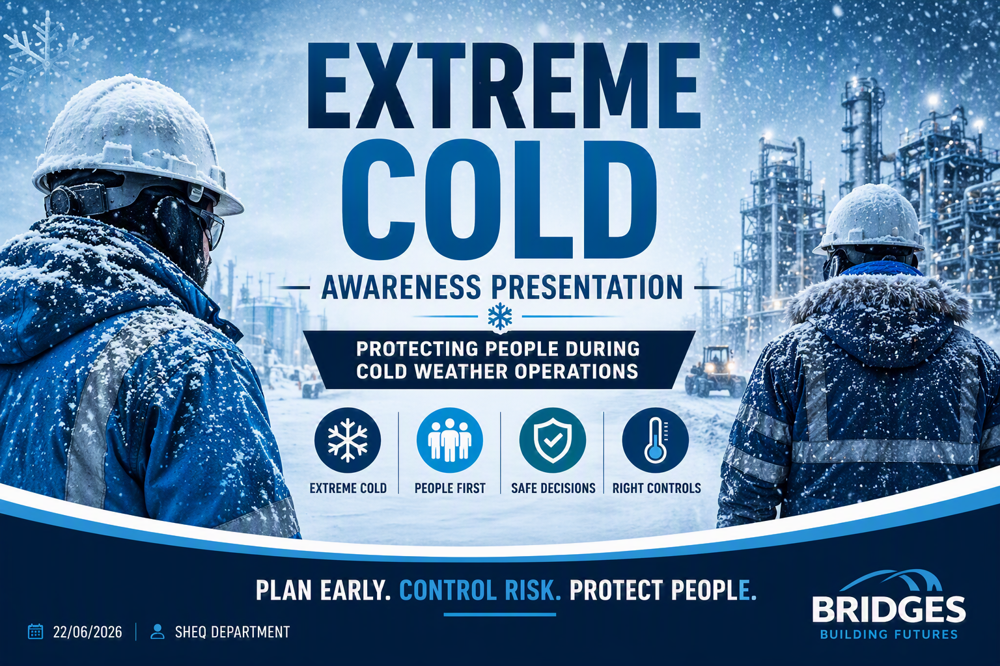 EXTREME
COLD
AWARENESS PRESENTATION
PROTECTING PEOPLE DURING
COLD WEATHER OPERATIONS
EXTREME COLD
PEOPLE FIRST
SAFE DECISIONS
RIGHT CONTROLS
PLAN EARLY. CONTROL RISK. PROTECT PEOPLE.
22/06/2026
SHEQ DEPARTMENT
BRIDGES
BUILDING FUTURES